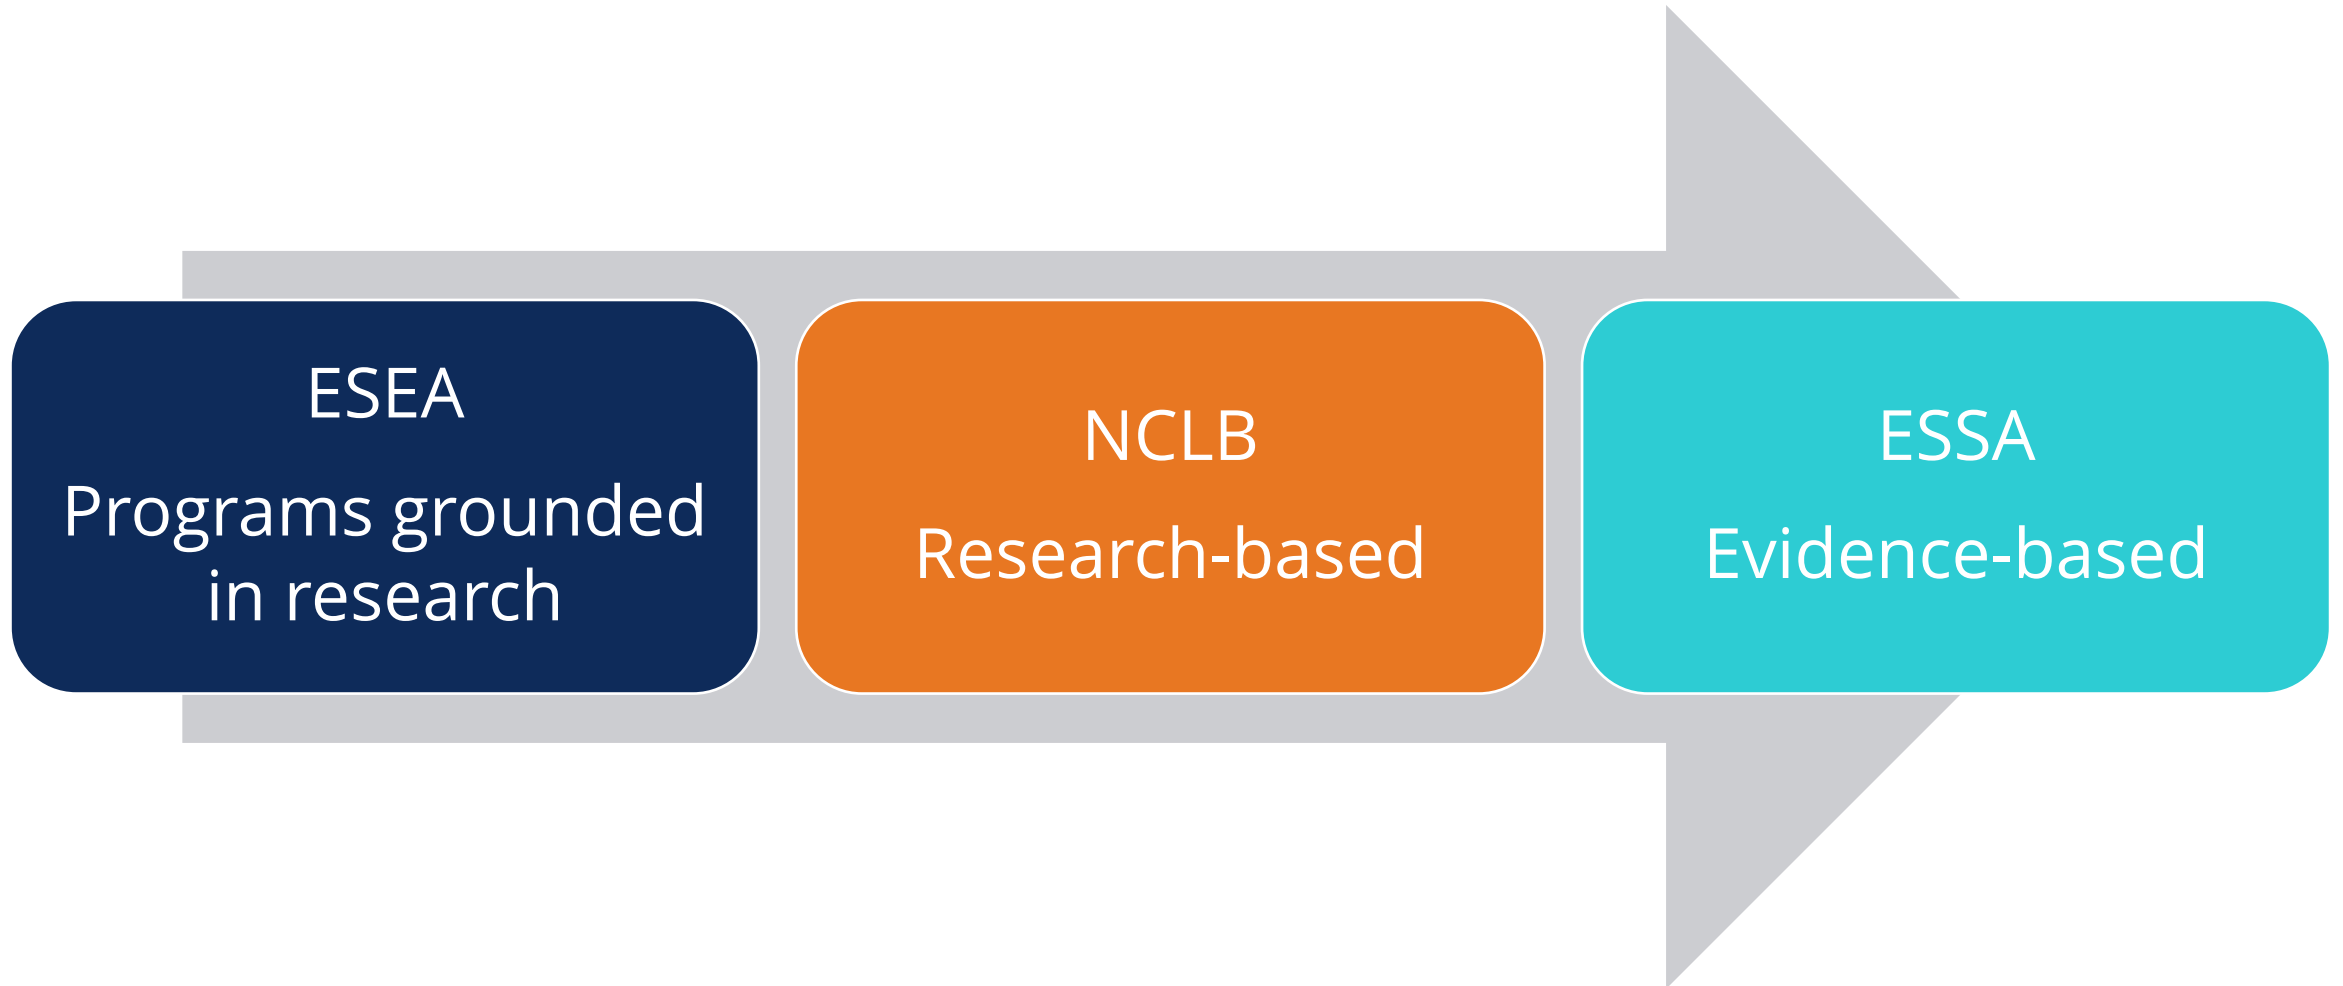 ESEA
Programs grounded
in research
NCLB
Research-based
ESSA
Evidence-based